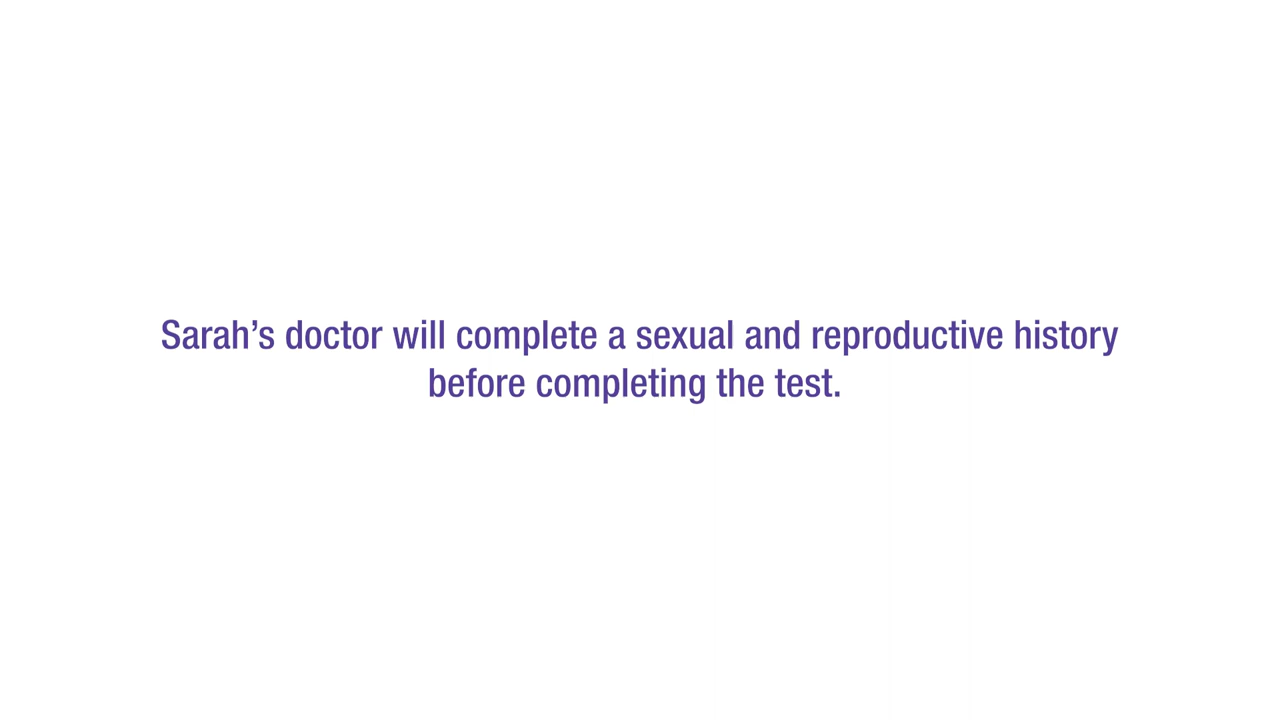 Sarah’s doctor will complete a sexual and reproductive history
before completing the test.